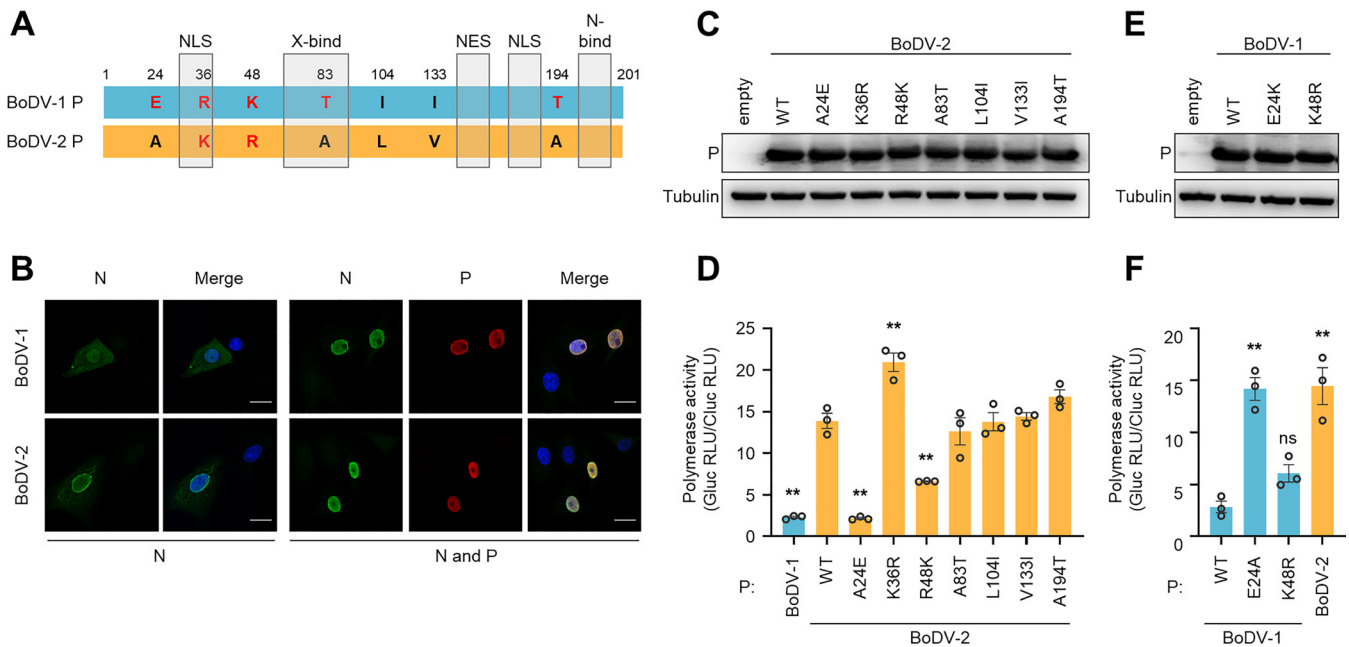 A
NLS X-bind NES NLS N-bind
1 24 36 48 83 104 133 194 201
BoDV-1 P E R K T I I T
BoDV-2 P A K R A L V A
B
N Merge N P Merge
BoDV-1
BoDV-2
N N and P
C
BoDV-2
empty WT A24E K36R R48K A83T L104I V133I A194T
P
Tubulin
D
Polymerase activity
(Gluc RLU/Cluc RLU)
25
20
15
10
5
0
** ** ** **
P: BoDV-1 WT A24E K36R R48K A83T L104I V133I A194T
BoDV-2
E
BoDV-1
empty WT E24K K48R
P
Tubulin
F
Polymerase activity
(Gluc RLU/Cluc RLU)
20
15
10
5
0
** ns **
P: WT E24A K48R BoDV-2
BoDV-1